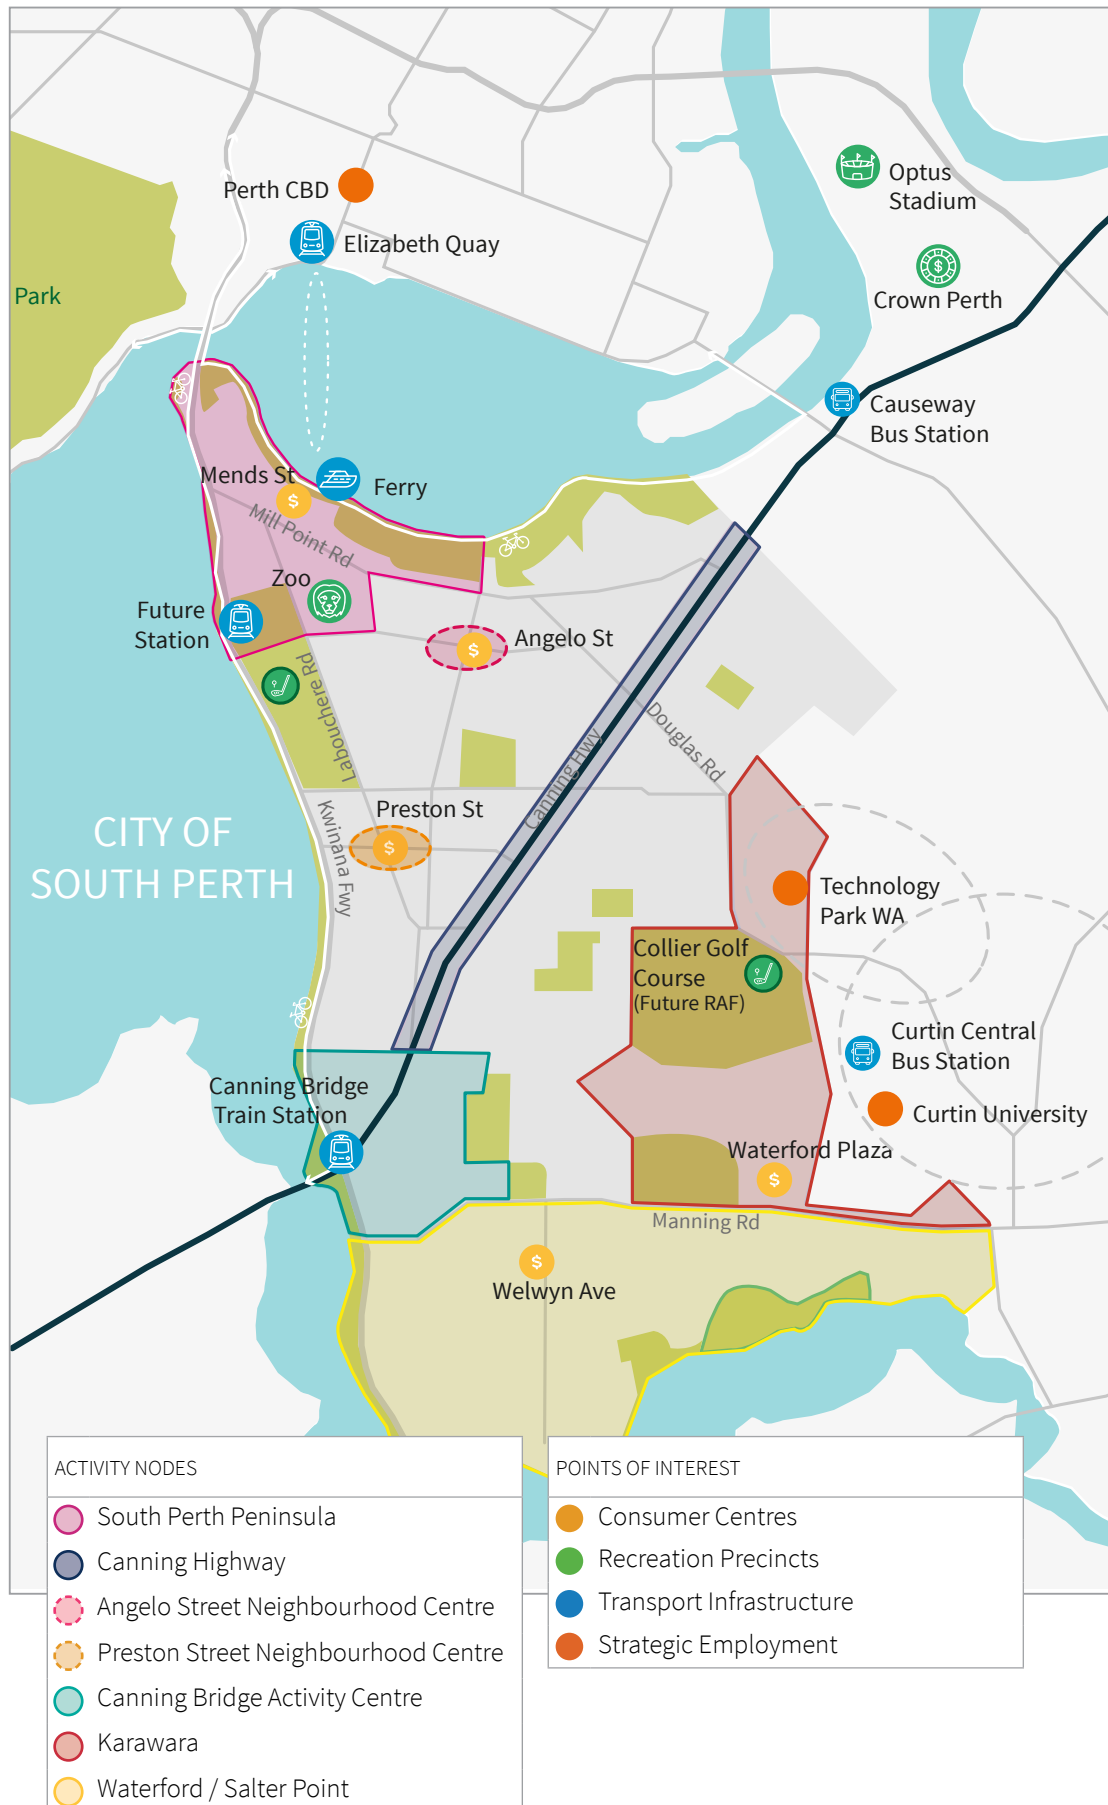 Optus
Stadium
Perth CBD
Elizabeth Quay
Crown Perth
Park
Causeway
Bus Station
Mends St
Ferry
Mill Point Rd
Zoo
Future
Station
Angelo St
Labouchere Rd
Douglas Rd
Canning Hwy
Preston St
Kwinana Fwy
CITY OF
SOUTH PERTH
Technology
Park WA
Collier Golf
Course
(Future RAF)
Curtin Central
Bus Station
Canning Bridge
Train Station
Curtin University
Waterford Plaza
Manning Rd
Welwyn Ave
ACTIVITY NODES
South Perth Peninsula
Canning Highway
Angelo Street Neighbourhood Centre
Preston Street Neighbourhood Centre
Canning Bridge Activity Centre
Karawara
Waterford / Salter Point
POINTS OF INTEREST
Consumer Centres
Recreation Precincts
Transport Infrastructure
Strategic Employment